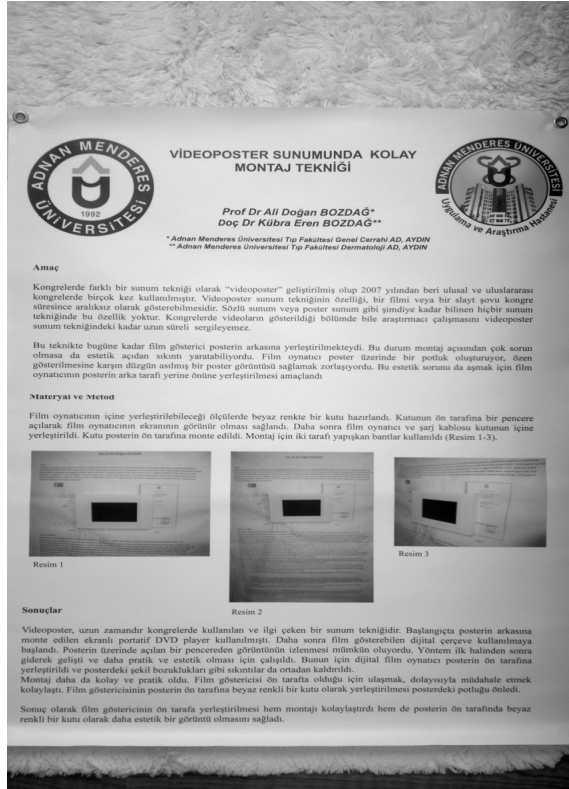 ADNAN MENDERES
ÜNİVERSİTESİ
1992
VİDEOPOSTER SUNUMUNDA KOLAY
MONTAJ TEKNİĞİ
ADNAN MENDERES ÜNİVERSİTESİ
Uygulama ve Araştırma Hastanesi
Prof Dr Ali Doğan BOZDAĞ*
Doç Dr Kübra Eren BOZDAĞ**
* Adnan Menderes Üniversitesi Tıp Fakültesi Genel Cerrahi AD, AYDIN
** Adnan Menderes Üniversitesi Tıp Fakültesi Dermatoloji AD, AYDIN
Amaç
Kongrelerde farklı bir sunum tekniği olarak "videoposter" geliştirilmiş olup 2007 yılından beri ulusal ve uluslararası
kongrelerde birçok kez kullanılmıştır. Videoposter sunum tekniğinin özelliği, bir filmi veya bir slayt şovu kongre
süresince aralıksız olarak gösterebilmesidir. Sözlü sunum veya poster sunum gibi şimdiye kadar bilinen hiçbir sunum
tekniğinde bu özellik yoktur. Kongrelerde videoların gösterildiği bölümde bile araştırmacı çalışmasını videoposter
sunum tekniğindeki kadar uzun süreli sergileyemez.
Bu teknikte bugüne kadar film gösterici posterin arkasına yerleştirilmekteydi. Bu durum montaj açısından çok sorun
olmasa da estetik açıdan sıkıntı yaratabiliyordu. Film oynatıcı poster üzerinde bir potluk oluşturuyor, özen
gösterilmesine karşın düzgün asılmış bir poster görüntüsü sağlamak zorlaşıyordu. Bu estetik sorunu da aşmak için film
oynatıcının posterin arka tarafı yerine önüne yerleştirilmesi amaçlandı
Materyal ve Metod
Film oynatıcının içine yerleştirilebileceği ölçülerde beyaz renkte bir kutu hazırlandı. Kutunun ön tarafına bir pencere
açılarak film oynatıcının ekranının görünür olması sağlandı. Daha sonra film oynatıcı ve şarj kablosu kutunun içine
yerleştirildi. Kutu posterin ön tarafına monte edildi. Montaj için iki tarafı yapışkan bantlar kullanıldı (Resim 1-3).
Resim 1
Resim 2
Resim 3
Sonuçlar
Videoposter, uzun zamandır kongrelerde kullanılan ve ilgi çeken bir sunum tekniğidir. Başlangıçta posterin arkasına
monte edilen ekranlı portatif DVD player kullanılmıştı. Daha sonra film gösterebilen dijital çerçeve kullanılmaya
başlandı. Posterin üzerinde açılan bir pencereden görüntünün izlenmesi mümkün oluyordu. Yöntem ilk halinden sonra
giderek gelişti ve daha pratik ve estetik olması için çalışıldı. Bunun için dijital film oynatıcı posterin ön tarafına
yerleştirildi ve posterdeki şekil bozuklukları gibi sıkıntılar da ortadan kaldırıldı.
Montaj daha da kolay ve pratik oldu. Film göstericisi ön tarafta olduğu için ulaşmak, dolayısıyla müdahale etmek
kolaylaştı. Film göstericisinin posterin ön tarafına beyaz renkli bir kutu olarak yerleştirilmesi posterdeki potluğu önledi.
Sonuç olarak film göstericinin ön tarafa yerleştirilmesi hem montajı kolaylaştırdı hem de posterin ön tarafında beyaz
renkli bir kutu olarak daha estetik bir görüntü olmasını sağladı.